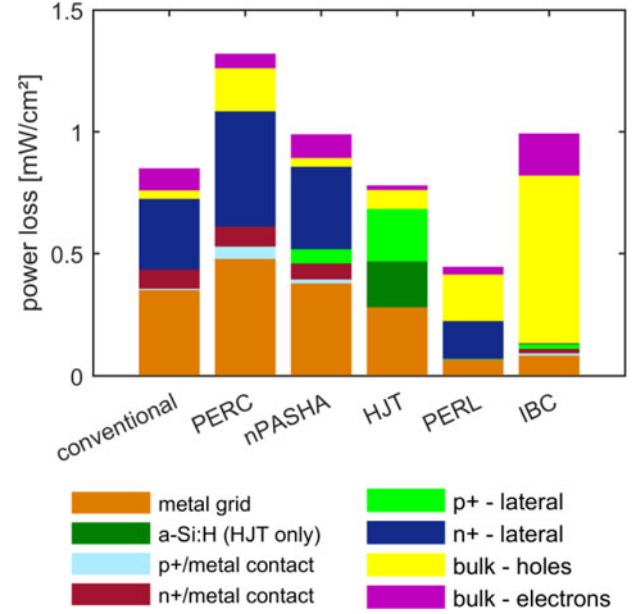 1.5
1
0.5
0
power loss [mW/cm²]
conventional
PERC
nPASHA
HJT
PERL
IBC
metal grid
a-Si:H (HJT only)
p+/metal contact
n+/metal contact
p+ - lateral
n+ - lateral
bulk - holes
bulk - electrons